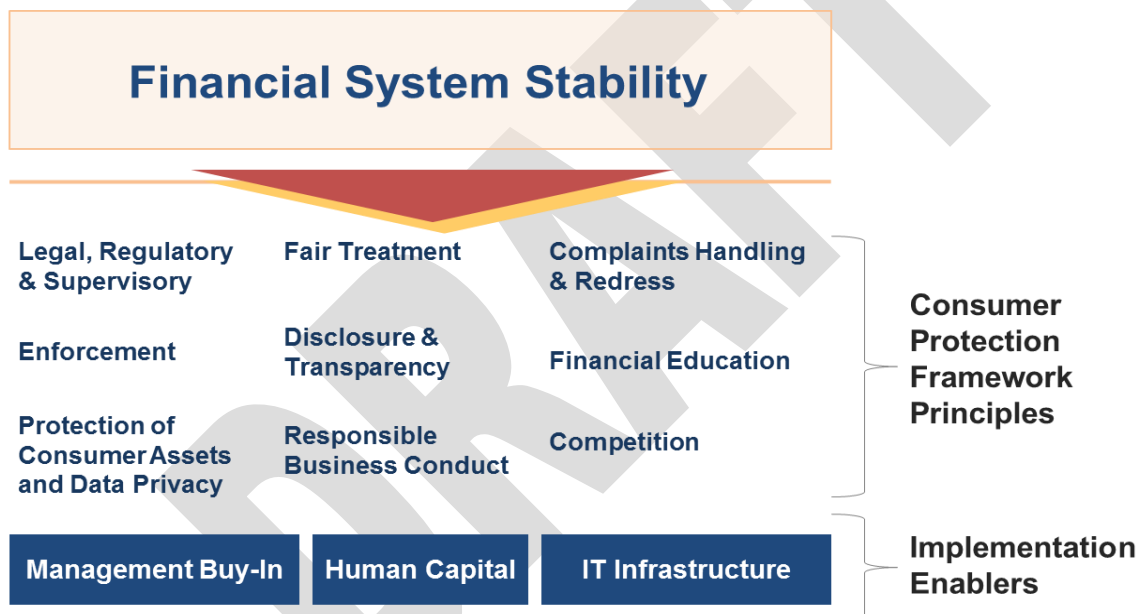 Financial System Stability
Legal, Regulatory
& Supervisory
Fair Treatment
Complaints Handling
& Redress
Enforcement
Disclosure &
Transparency
Financial Education
Protection of
Consumer Assets
and Data Privacy
Responsible
Business Conduct
Competition
Consumer
Protection
Framework
Principles
Management Buy-In
Human Capital
IT Infrastructure
Implementation
Enablers
DRAFT